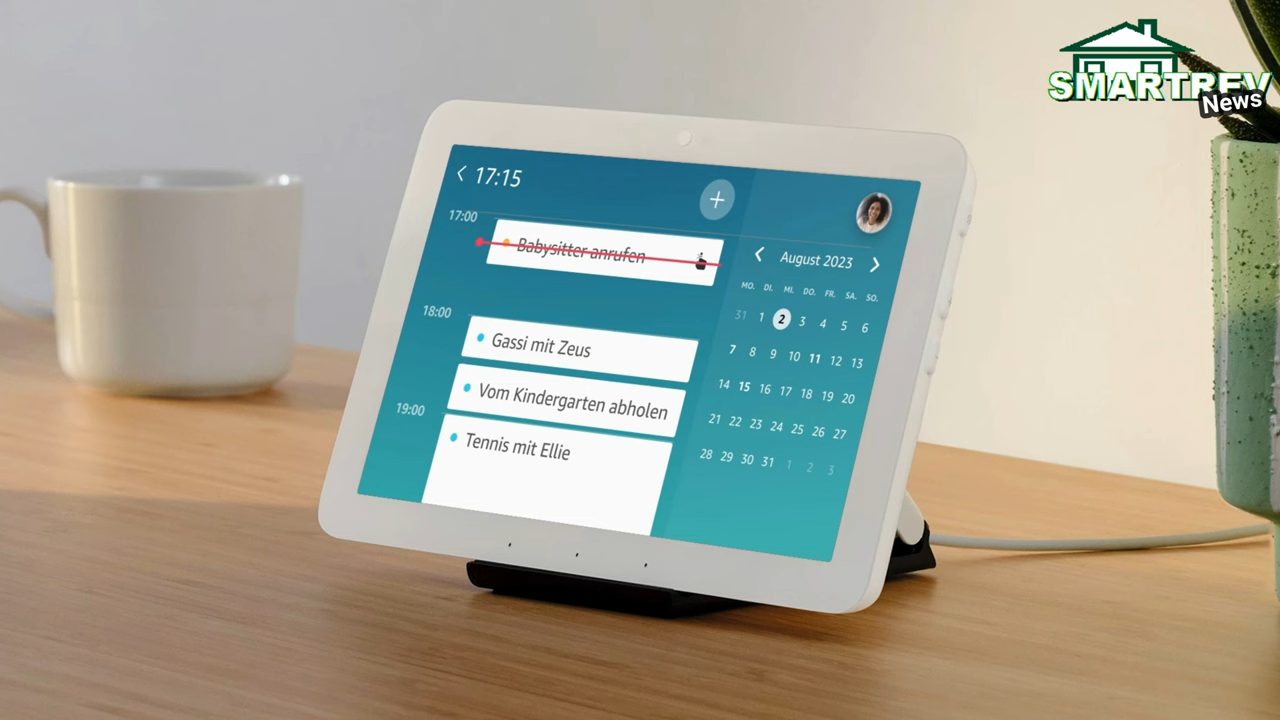 SMARTREV
News
17:15
+
17:00
Babysitter anrufen
18:00
Gassi mit Zeus
Vom Kindergarten abholen
19:00
Tennis mit Ellie
August 2023
MO. DI. MI. DO. FR. SA. SO.
31 1 2 3 4 5 6
7 8 9 10 11 12 13
14 15 16 17 18 19 20
21 22 23 24 25 26 27
28 29 30 31 1 2 3